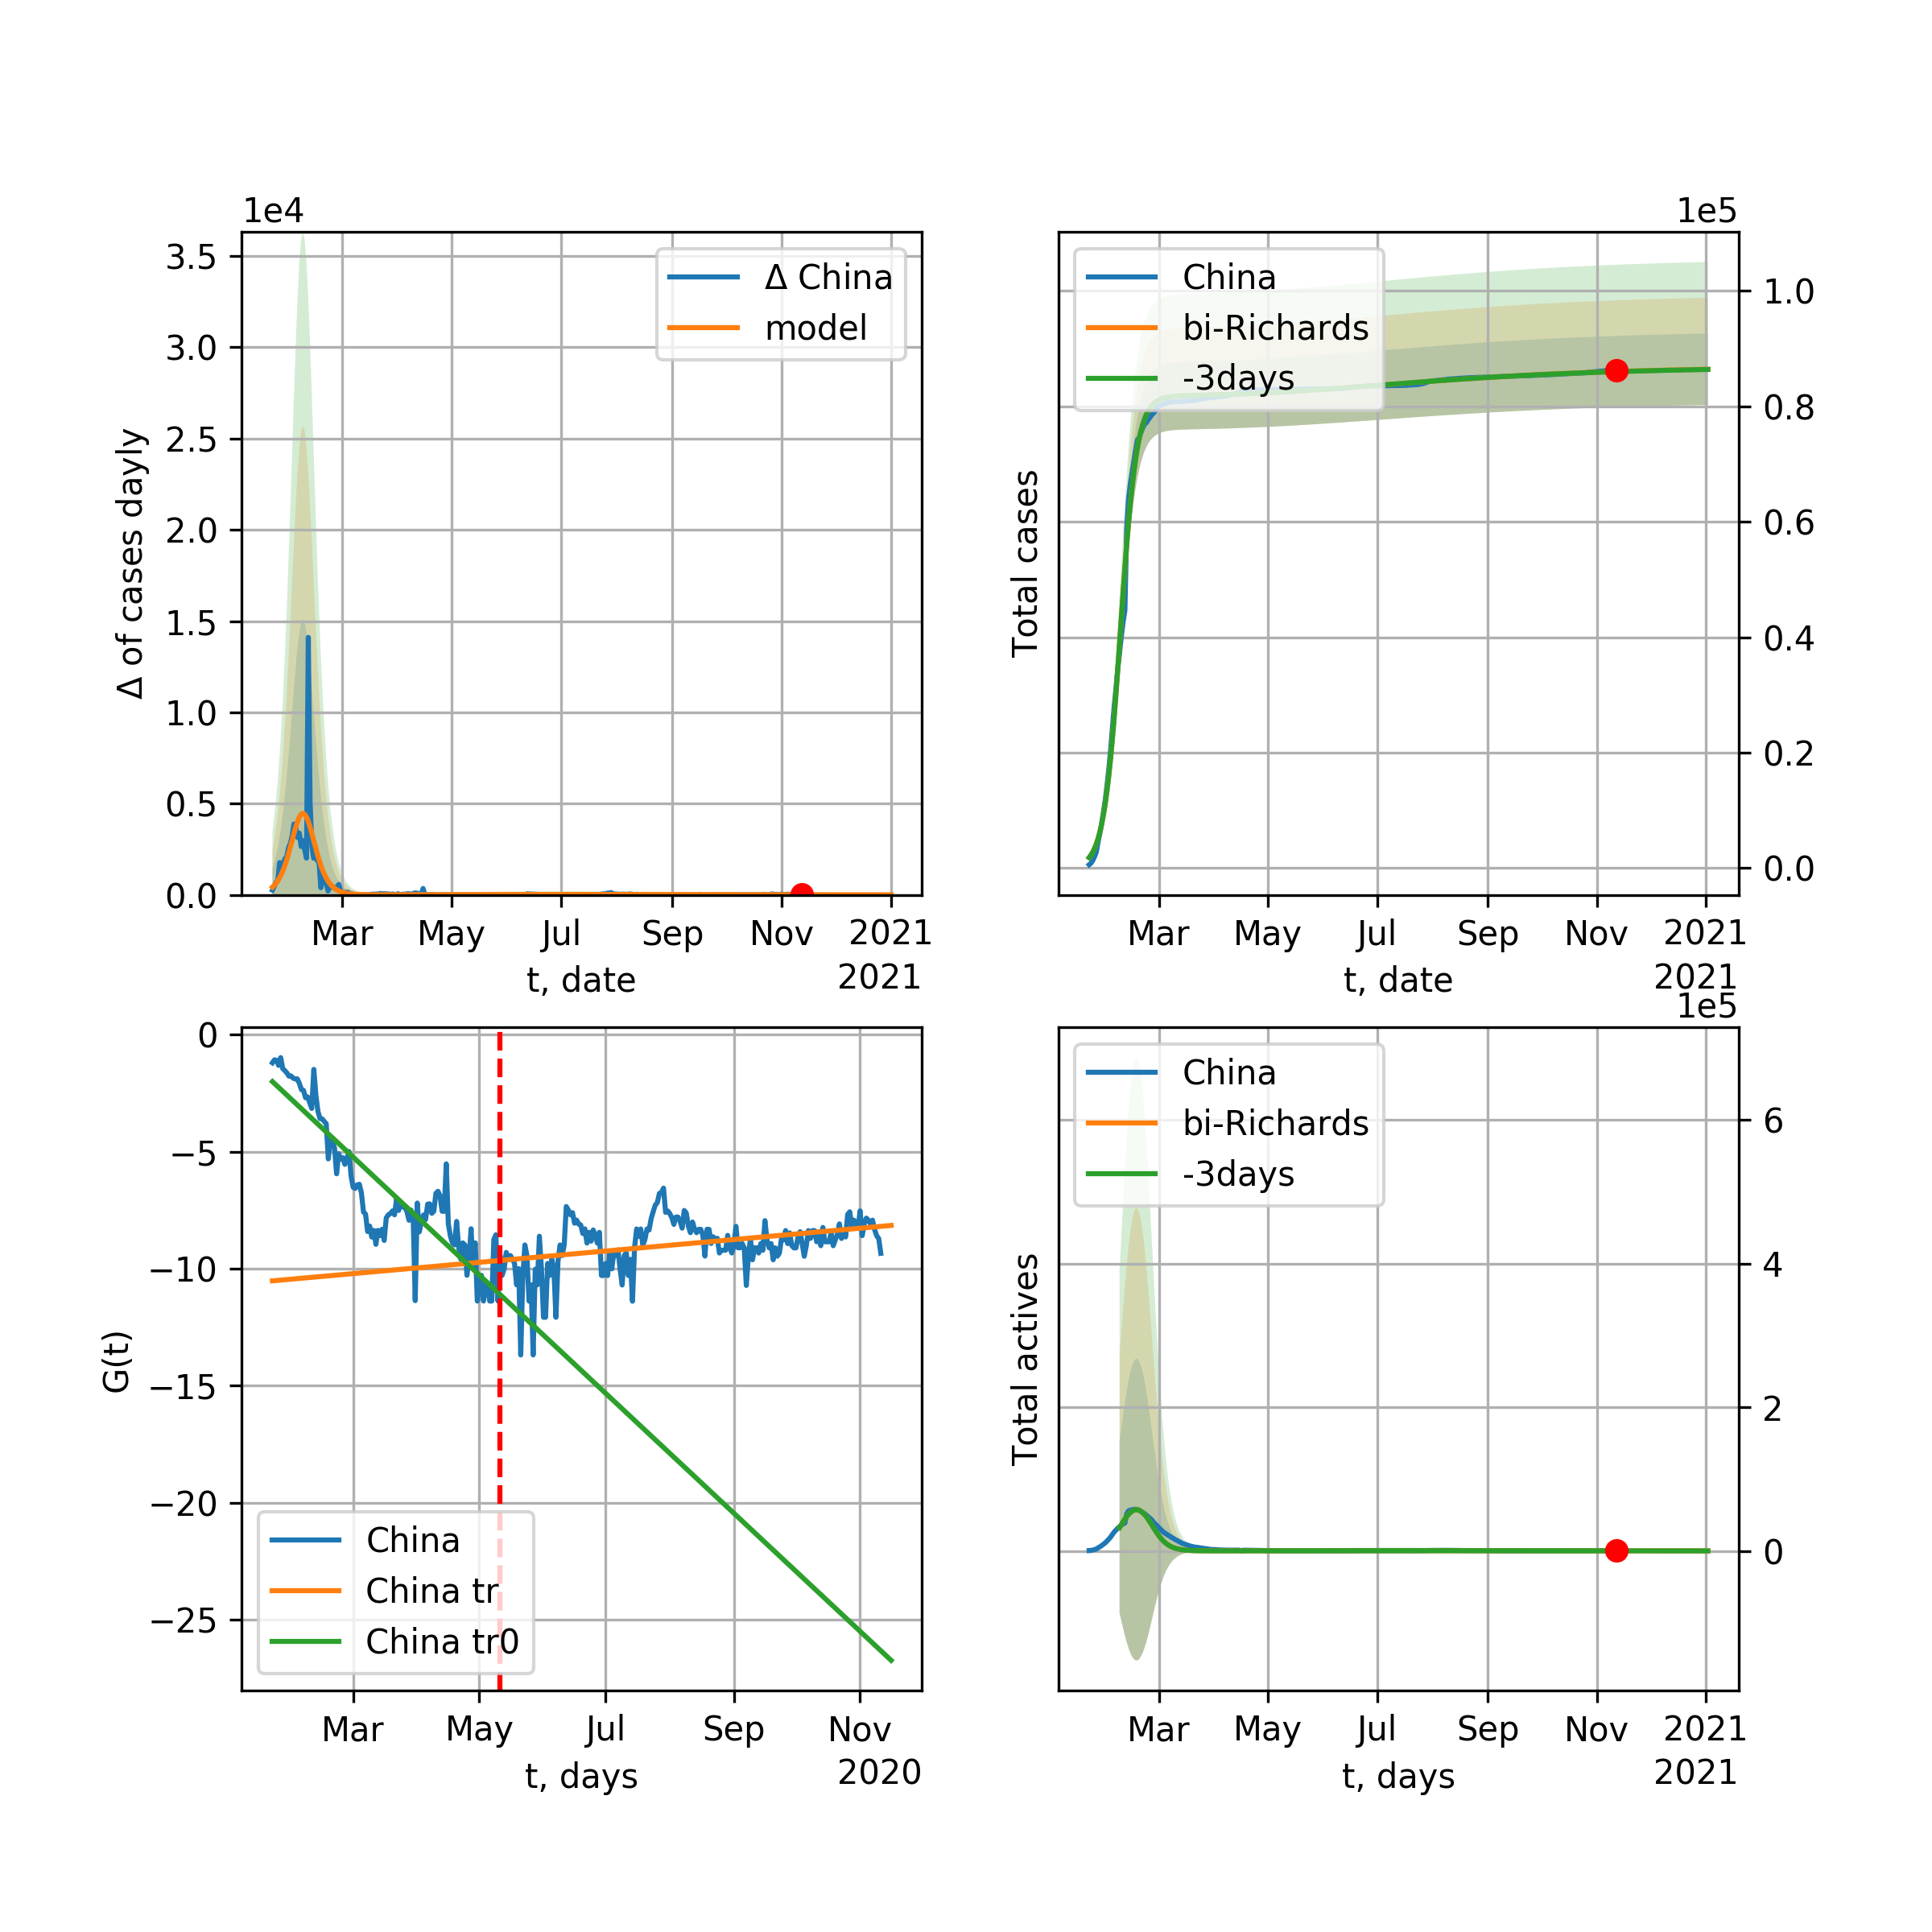 1e4
3.5
3.0
2.5
2.0
1.5
1.0
0.5
0.0
Δ of cases dayly
Δ China
model
Mar May Jul Sep Nov 2021
t, date
2021
1e5
China
bi-Richards
-3days
1.0
0.8
0.6
0.4
0.2
0.0
Total cases
Mar May Jul Sep Nov 2021
t, date
2021
0
−5
−10
−15
−20
−25
G(t)
China
China tr
China tr0
Mar May Jul Sep Nov
t, days
2020
1e5
China
bi-Richards
-3days
6
4
2
0
Total actives
Mar May Jul Sep Nov 2021
t, days
2021